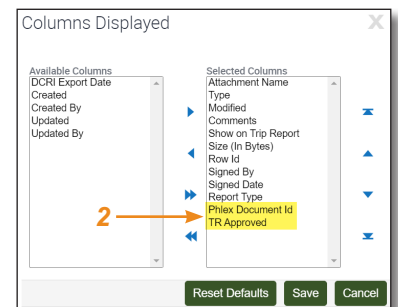 Columns Displayed
X
Available Columns
DCRI Export Date
Created
Created By
Updated
Updated By
Selected Columns
Attachment Name
Type
Modified
Comments
Show on Trip Report
Size (In Bytes)
Row Id
Signed By
Signed Date
Report Type
Phlex Document Id
TR Approved
2
Reset Defaults
Save
Cancel